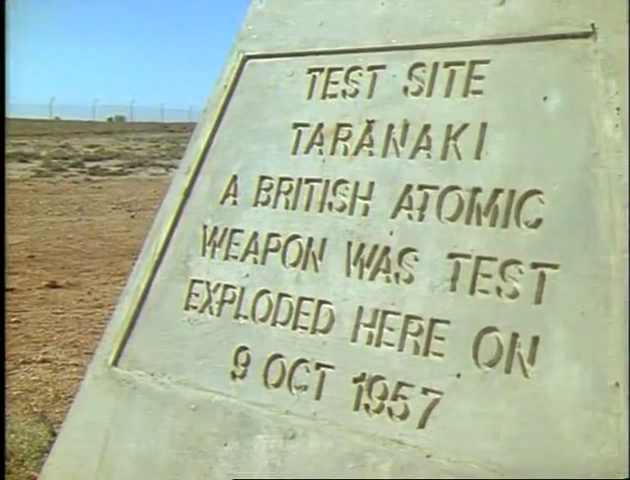 TEST SITE
TARANAKI
A BRITISH ATOMIC
WEAPON WAS TEST
EXPLODED HERE ON
9 OCT 1957